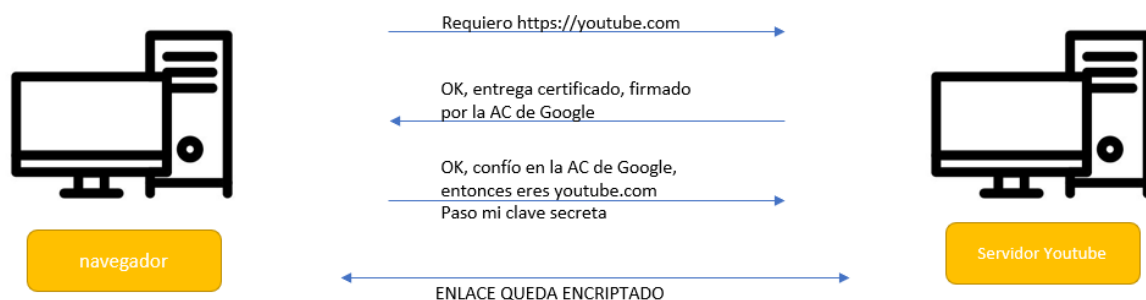 Requiero https://youtube.com
OK, entrega certificado, firmado
por la AC de Google
OK, confío en la AC de Google,
entonces eres youtube.com
Paso mi clave secreta
navegador
Servidor Youtube
ENLACE QUEDA ENCRIPTADO